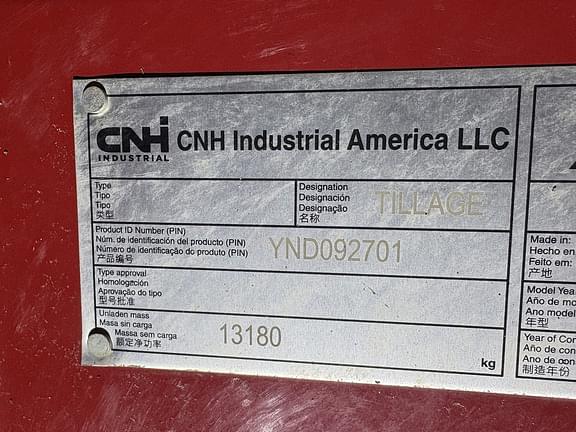 CNH
INDUSTRIAL
CNH Industrial America LLC
Type
Tipo
Tipo
类型
Designation
Designación
Designação
名称
TILLAGE
Product ID Number (PIN)
Núm. de identificación del producto (PIN)
Número de identificação do produto (PIN)
产品编号
YND092701
Type approval
Homologación
Aprovação do tipo
型号批准
Unladen mass
Masa sin carga
Massa sem carga
额定净功率
13180
kg
Made in:
Hecho en
Feito em:
产地
Model Yea
Año de mo
Ano model
年型
Year of Con
Año de con
Ano de con
制造年份